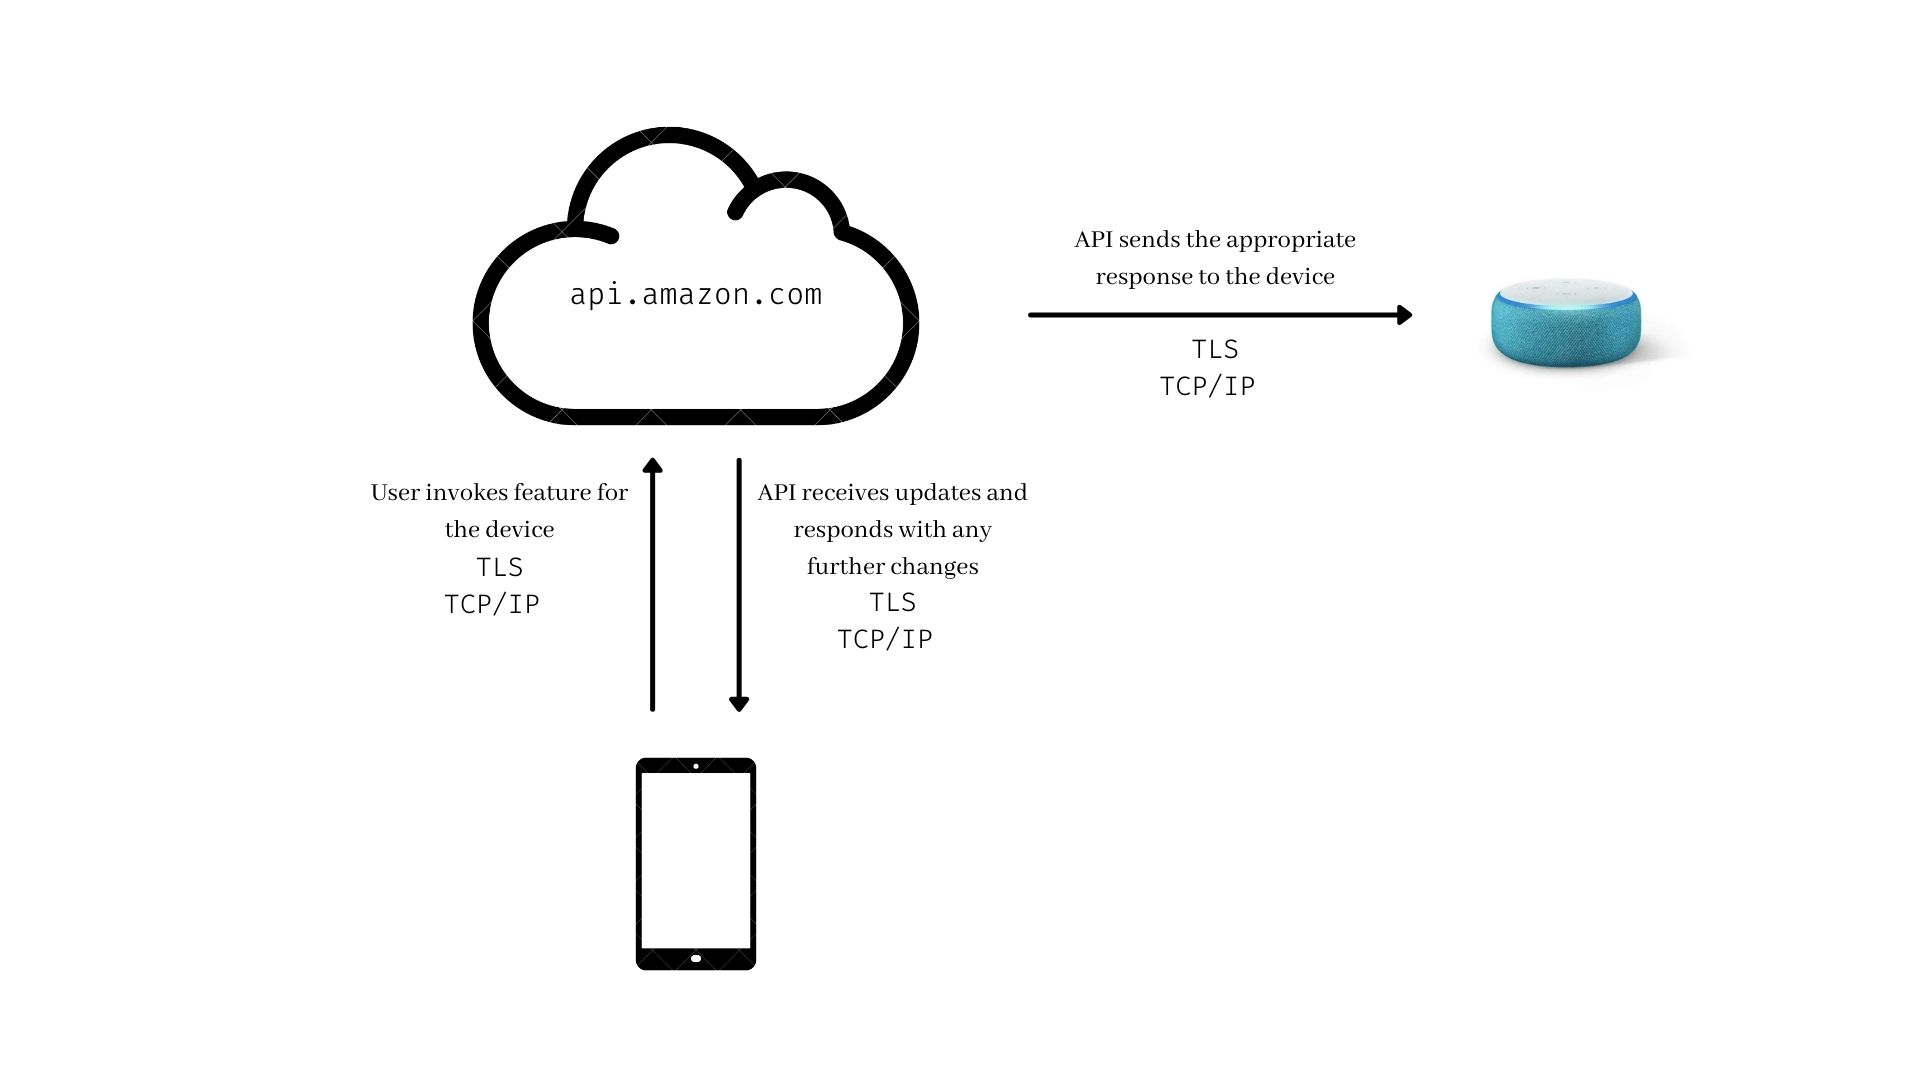 api.amazon.com
API sends the appropriate
response to the device
TLS
TCP/IP
User invokes feature for
the device
TLS
TCP/IP
API receives updates and
responds with any
further changes
TLS
TCP/IP